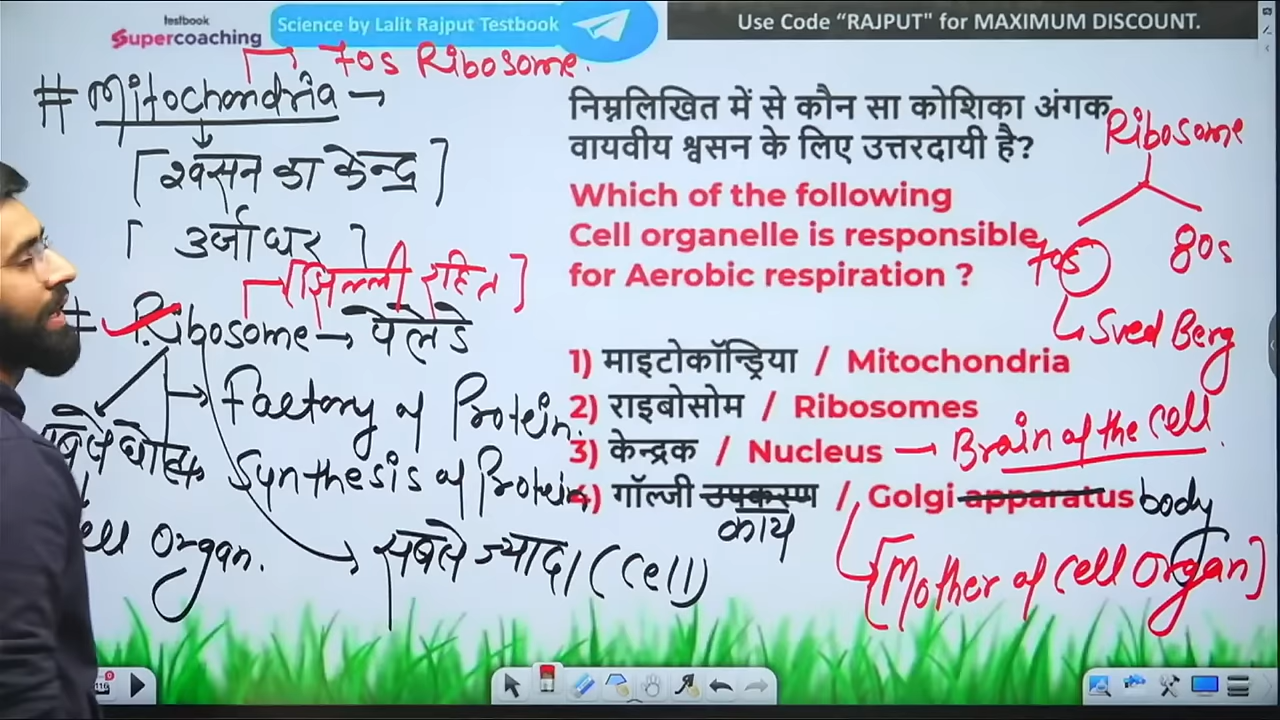 testbook
Supercoaching
Science by Lalit Rajput Testbook
Use Code “RAJPUT" for MAXIMUM DISCOUNT.
70s Ribosome.
# Mitochondria →
[श्वसन का केन्द्र]
[उर्जा घर]
[झिल्ली रहित]
# Ribosome → पेलेडे
Factory of Protein.
Synthesis of Protein
सबसे
Cell Organ.
सबसे ज्यादा (Cell)
निम्नलिखित में से कौन सा कोशिका अंगक
वायवीय श्वसन के लिए उत्तरदायी है?
Which of the following
Cell organelle is responsible
for Aerobic respiration ?
1) माइटोकॉन्ड्रिया / Mitochondria
2) राइबोसोम / Ribosomes
3) केन्द्रक / Nucleus → Brain of the cell.
4) गॉल्जी उपकरण / Golgi apparatus body
काय
[Mother of Cell Organ]
Ribosome
70s 80s
Sved Berg